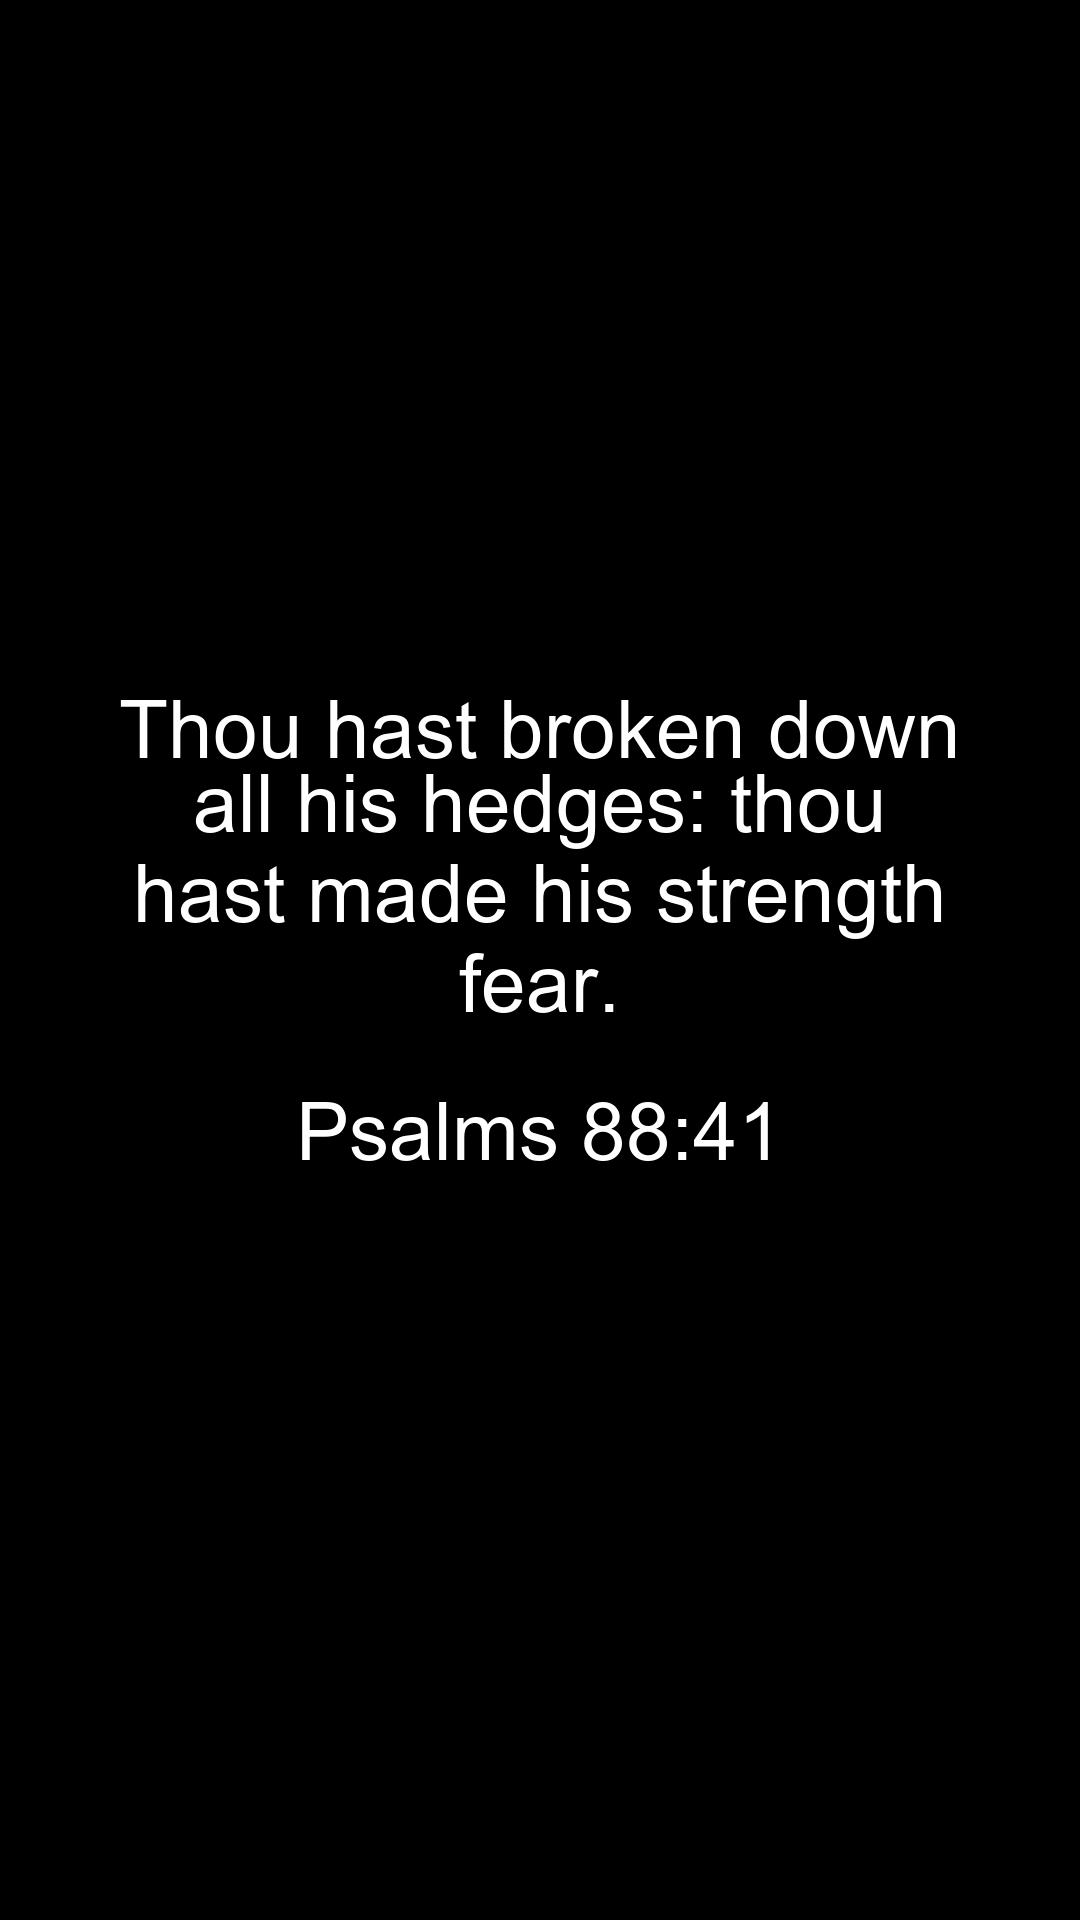 Thou hast broken down
all his hedges: thou
hast made his strength
fear.
Psalms 88:41